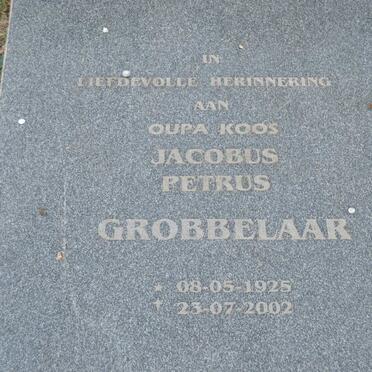 IN
LIEFDEVOLLE HERINNERING
AAN
OUPA KOOS
JACOBUS
PETRUS
GROBBELAAR
* 08-05-1925
† 23-07-2002